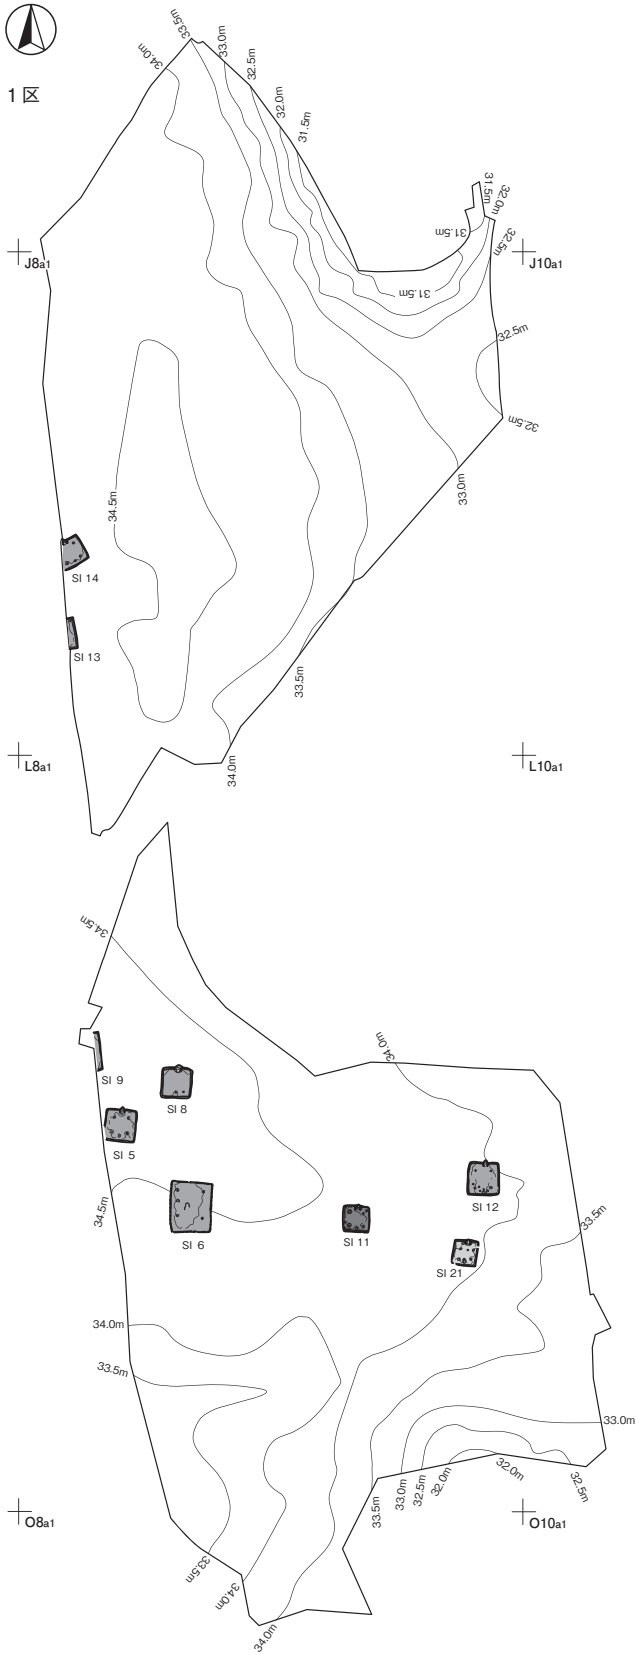 1 区
34.0m
33.5m
33.0m
32.5m
32.0m
31.5m
31.5m
32.0m
31.5m
32.5m
J8a1
J10a1
31.5m
32.5m
32.5m
33.0m
34.5m
SI 14
SI 13
33.5m
L8a1
34.0m
L10a1
34.5m
34.0m
SI 9
SI 8
SI 5
34.5m
SI 6
SI 11
SI 12
SI 21
33.5m
34.0m
33.5m
33.0m
33.5m
33.0m
32.5m
32.0m
32.0m
32.5m
O8a1
O10a1
33.5m
34.0m
34.0m